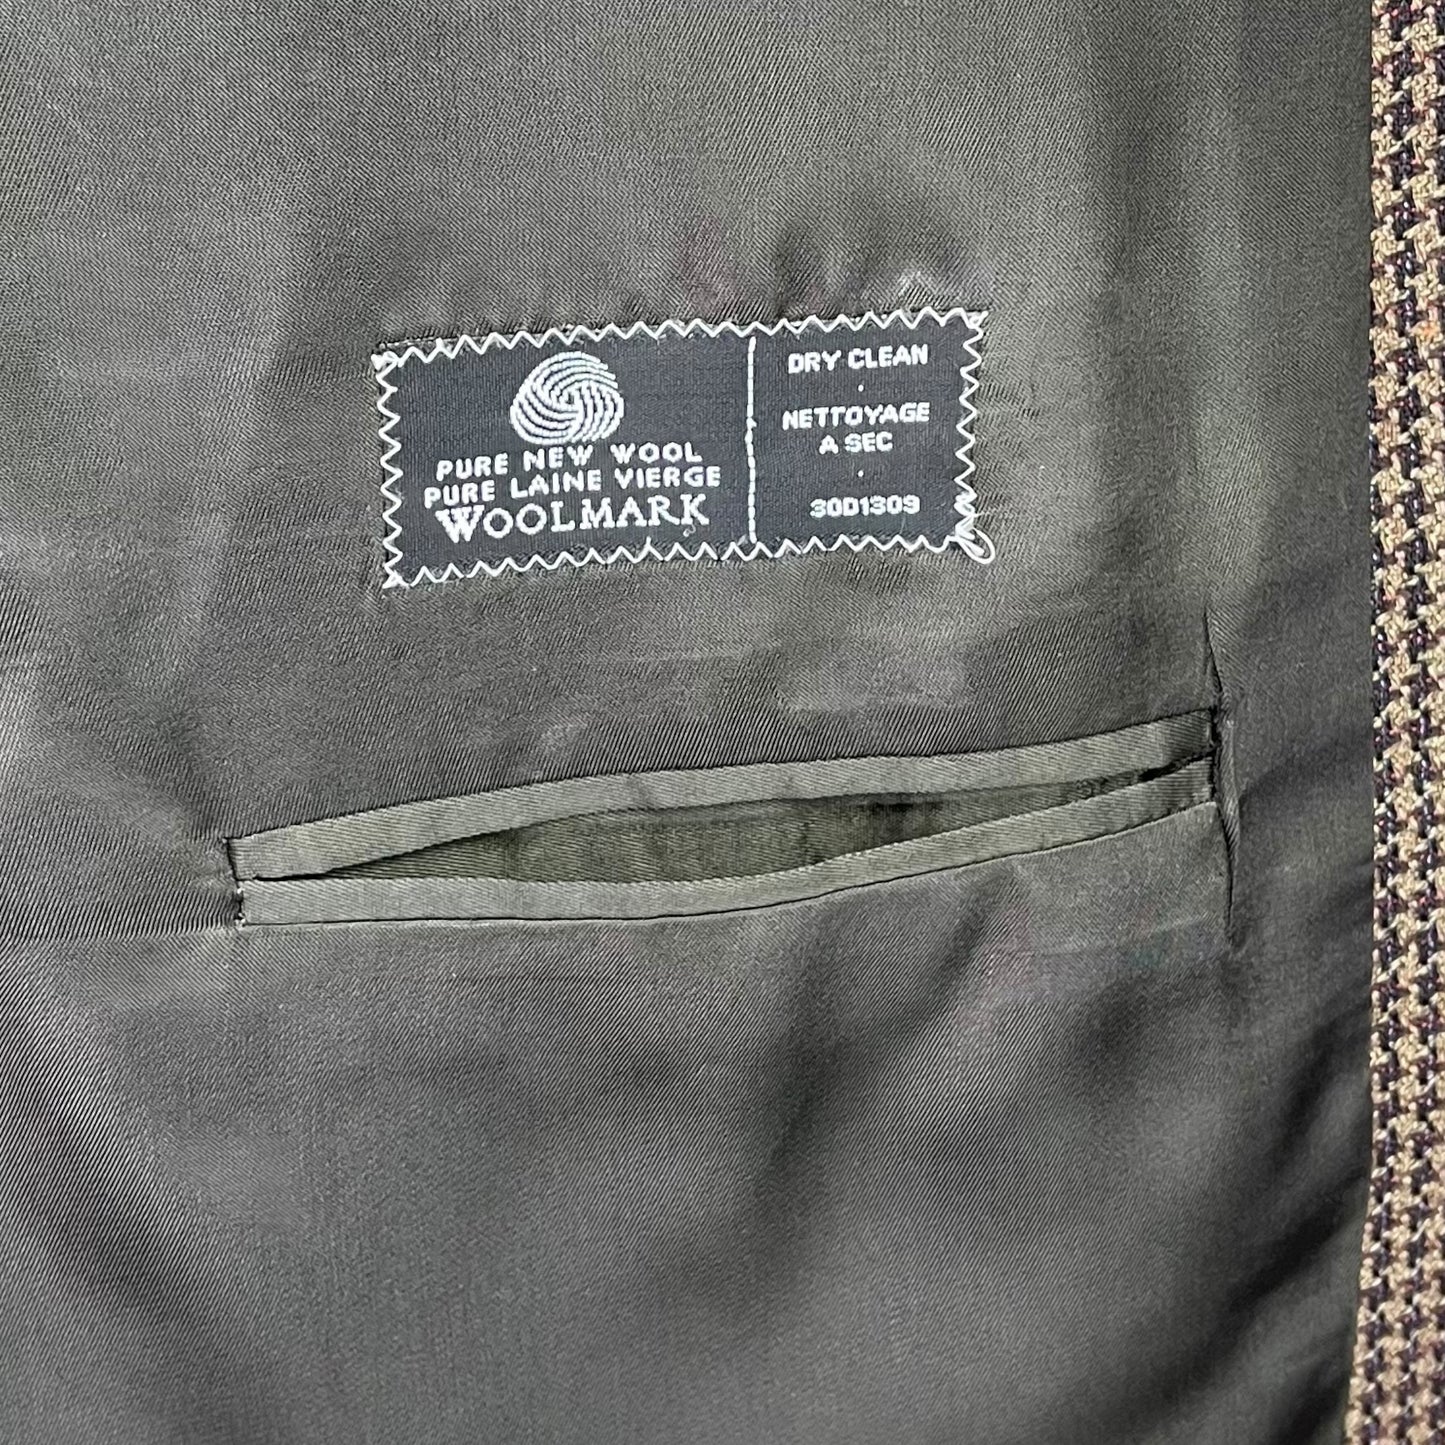 PURE NEW WOOL
PURE LAINE VIERGE
WOOLMARK
DRY CLEAN
.
NETTOYAGE
A SEC
.
30D1309